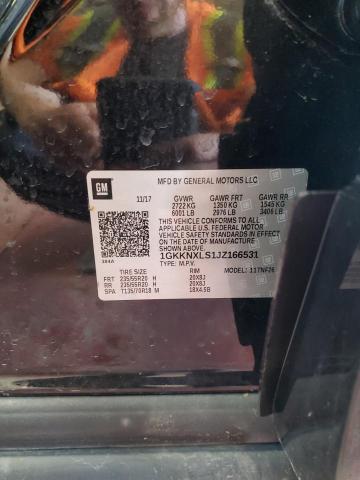 GM
MFD BY GENERAL MOTORS LLC
11/17 GVWR GAWR FRT GAWR RR
2722 KG 1350 KG 1545 KG
6001 LB 2976 LB 3406 LB
THIS VEHICLE CONFORMS TO ALL
APPLICABLE U.S. FEDERAL MOTOR
VEHICLE SAFETY STANDARDS IN EFFECT
ON THE DATE OF MANUFACTURE
SHOWN ABOVE.
1GKKNXLS1JZ166531
TYPE: M.P.V. MODEL: 11TNF26
TIRE SIZE RIM
FRT 235/55R20 H 20X8J
RR 235/55R20 H 20X8J
SPA T135/70R18 M 18X4.5B